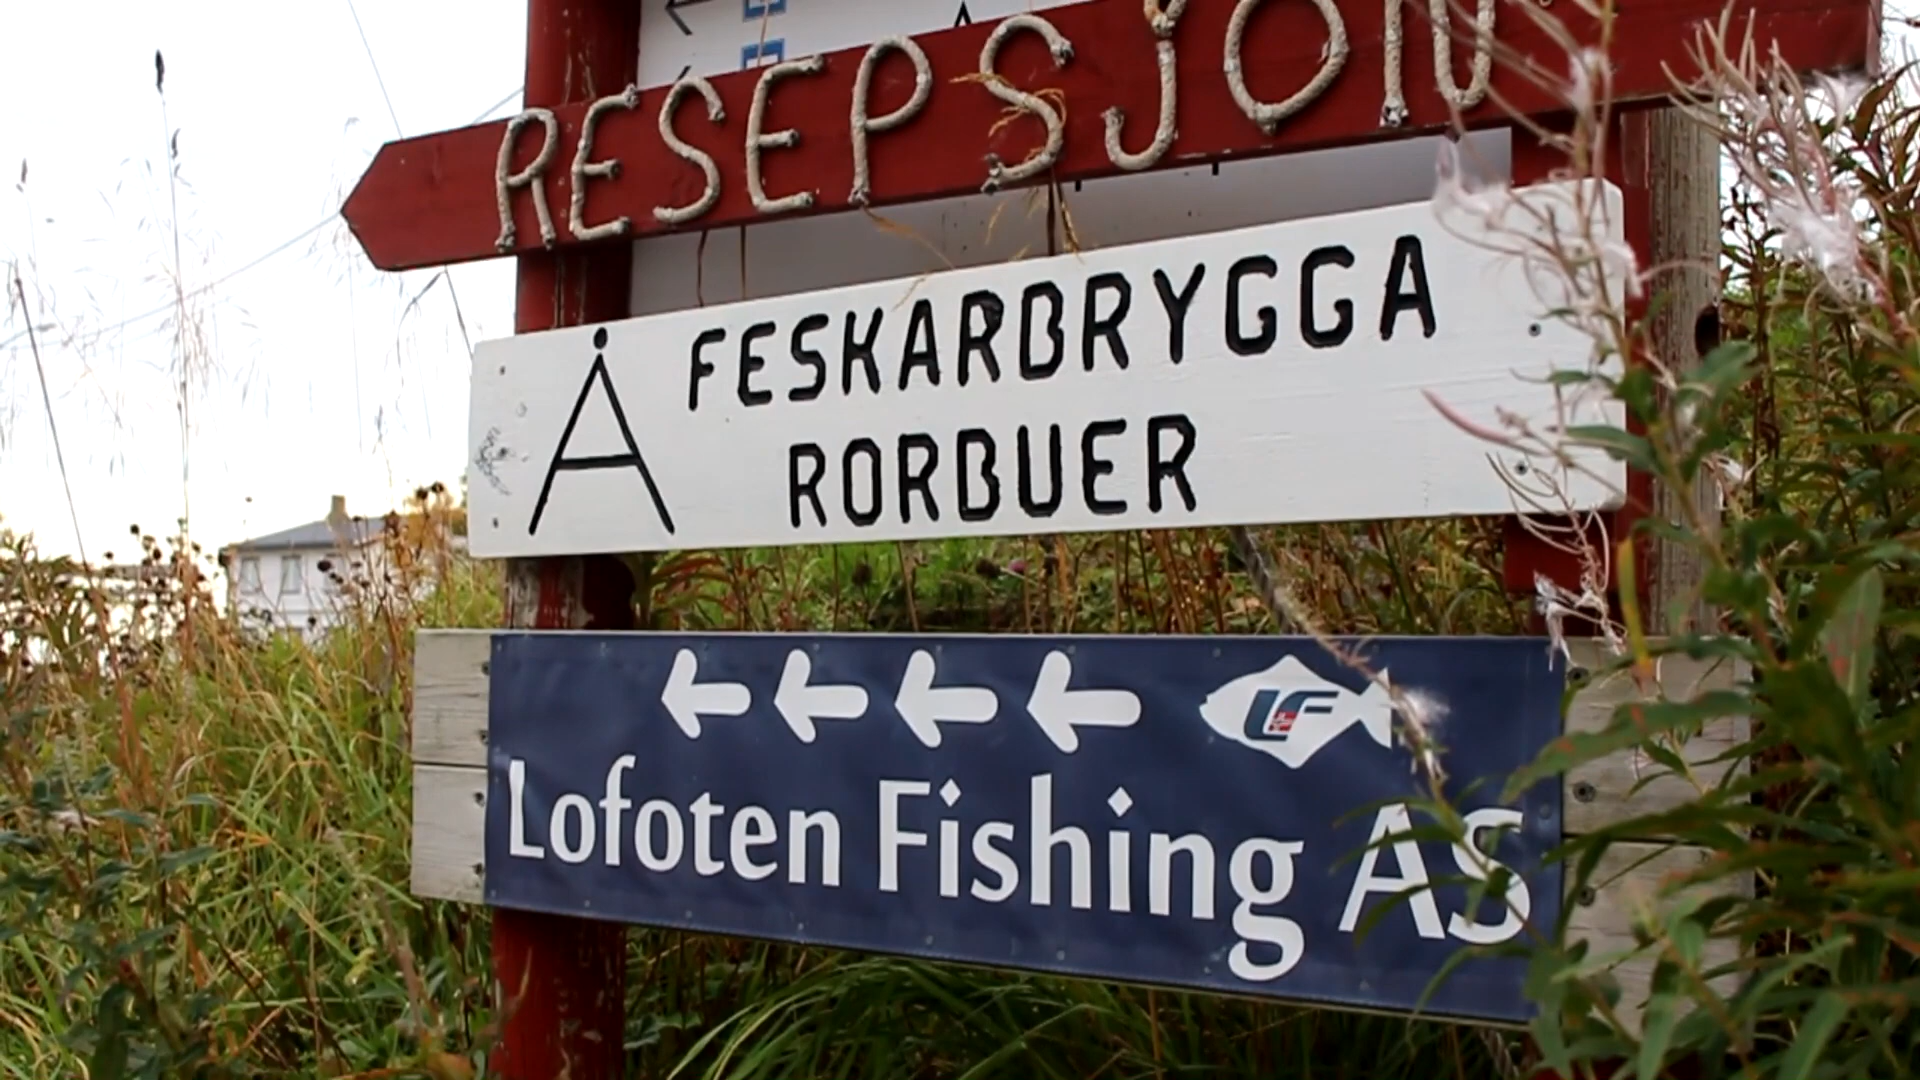 RESEPSJON
Å FESKARBRYGGA
RORBUER
LF
Lofoten Fishing AS